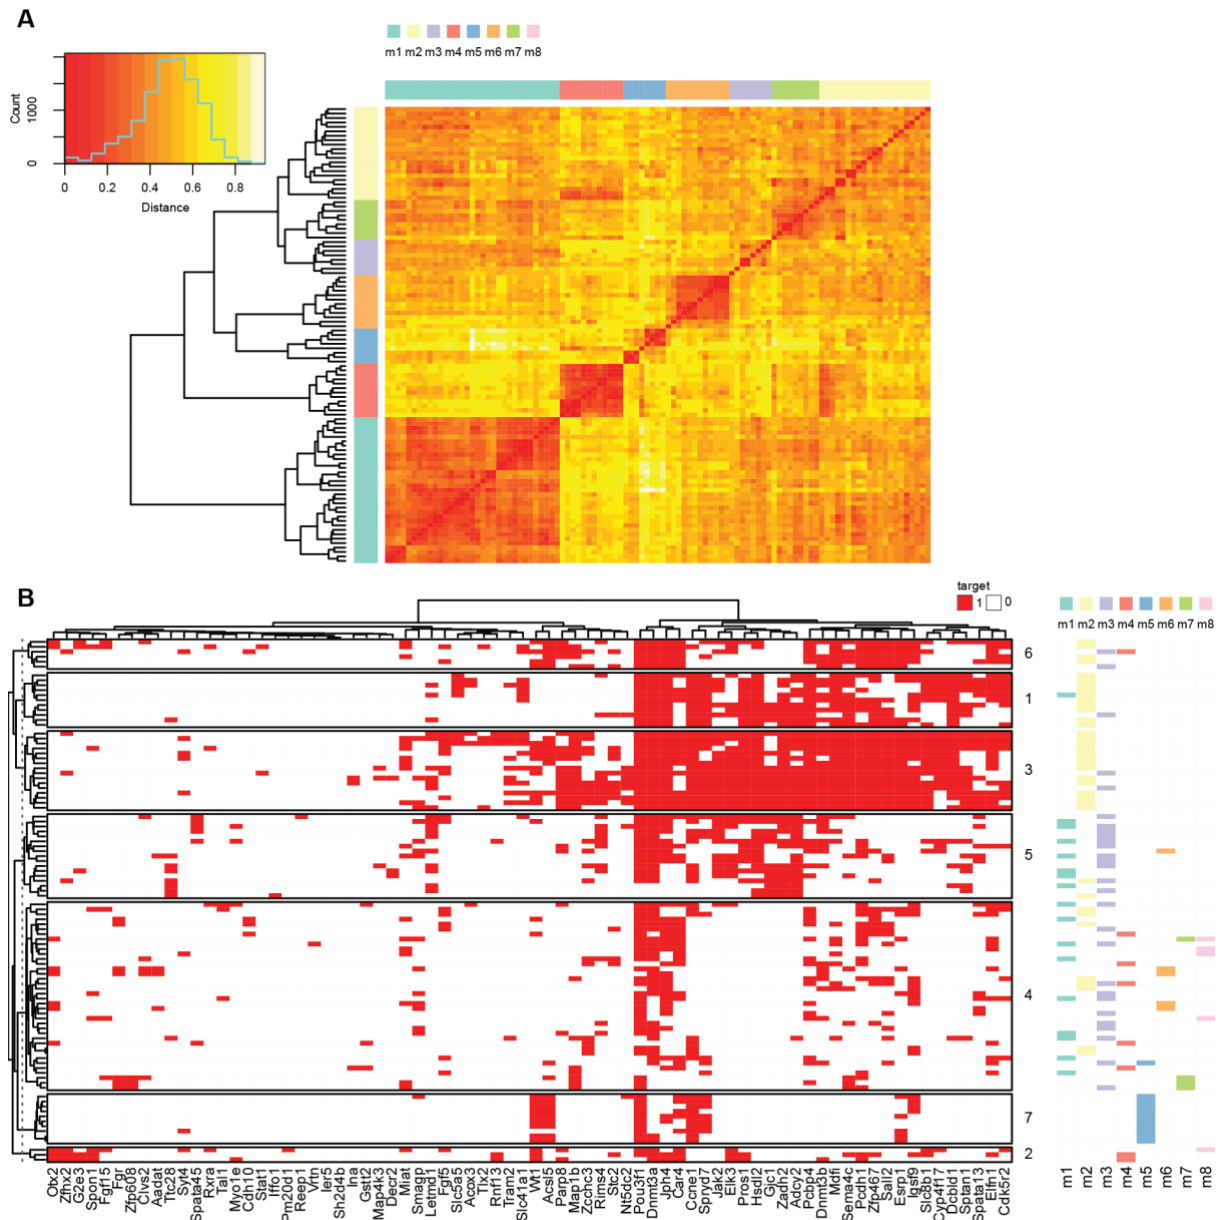 A
m1 m2 m3 m4 m5 m6 m7 m8
Count
0 1000
0 0.2 0.4 0.6 0.8
Distance
B
target
1 0
m1 m2 m3 m4 m5 m6 m7 m8
6
1
3
5
4
7
2
Otx2 Zfhx2 G2e3 Spon1 Fgf15 Fgr Zfp608 Clvs2 Aadat Ttc28 Syt4 Spata45 Rxra Tal1 Myo1e Cdh10 Stat1 Iffo1 Pm20d1 Reep1 Vrtn Ier5 Sh2d4b Ina Gstt2 Map4k3 Decr2 Miat Smagp Letmd1 Fgf5 Slc5a5 Acox3 Tlx2 Rnf13 Tram2 Slc41a1 Wt1 Acsl5 Parp8 Map1b Zcchc3 Rims4 Stc2 Nt5dc2 Pou3f1 Dnmt3a Jph4 Car4 Ccne1 Spryd7 Jak2 Elk3 Pros1 Hsdl2 Gjc1 Zadh2 Adcy2 Pcbp4 Dnmt3b Mdfi Sema4c Pcdh1 Zfp467 Sall2 Esrp1 Igsf9 Slc8b1 Cyp4f17 Dcbld1 Sptan1 Spata13 Elfn1 Cdk5r2
m1 m2 m3 m4 m5 m6 m7 m8